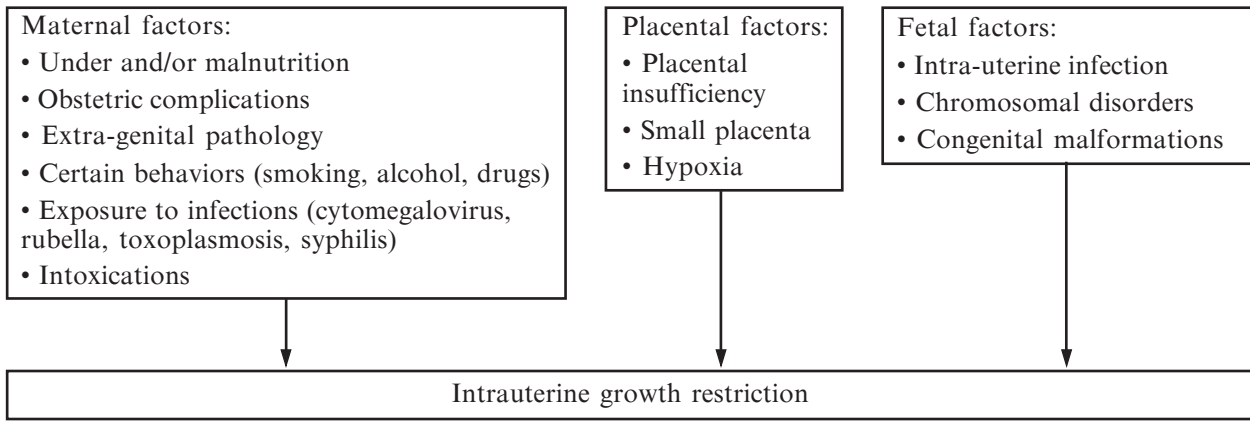 Maternal factors:
• Under and/or malnutrition
• Obstetric complications
• Extra-genital pathology
• Certain behaviors (smoking, alcohol, drugs)
• Exposure to infections (cytomegalovirus,
rubella, toxoplasmosis, syphilis)
• Intoxications
Placental factors:
• Placental
insufficiency
• Small placenta
• Hypoxia
Fetal factors:
• Intra-uterine infection
• Chromosomal disorders
• Congenital malformations
Intrauterine growth restriction